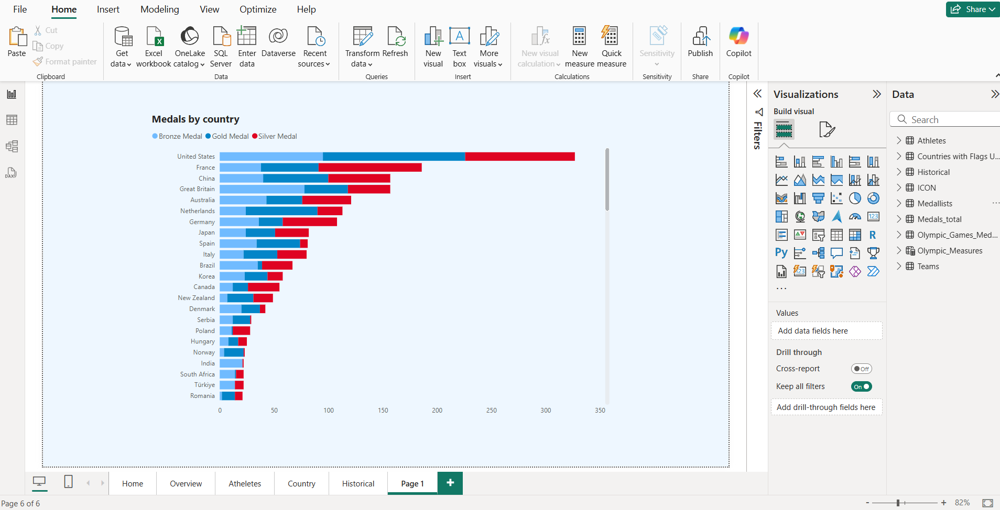 File Home Insert Modeling View Optimize Help Share
Paste
Cut
Copy
Format painter
Clipboard
Get data
Excel workbook
OneLake catalog
SQL Server
Enter data
Dataverse
Recent sources
Data
Transform data
Refresh
Queries
New visual
Text box
More visuals
Insert
New visual calculation
New measure
Quick measure
Calculations
Sensitivity
Sensitivity
Publish
Share
Copilot
Copilot
Medals by country
Bronze Medal Gold Medal Silver Medal
United States
France
China
Great Britain
Australia
Netherlands
Germany
Japan
Spain
Italy
Brazil
Korea
Canada
New Zealand
Denmark
Serbia
Poland
Hungary
Norway
India
South Africa
Türkiye
Romania
0 50 100 150 200 250 300 350
Filters
Visualizations
Build visual
123
R
Py
123
...
Values
Add data fields here
Drill through
Cross-report Off
Keep all filters On
Add drill-through fields here
Data
Search
Athletes
Countries with Flags U...
Historical
ICON
Medallists ...
Medals_total
Olympic_Games_Med...
Olympic_Measures
Teams
DAX
Home Overview Atheletes Country Historical Page 1 +
Page 6 of 6
- + 82%